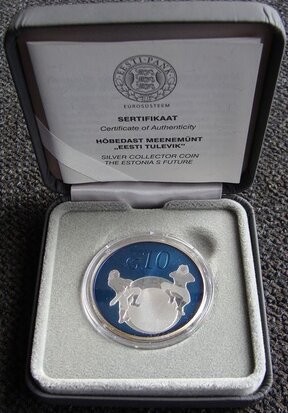 EESTI PANK
EUROSÜSTEEM
SERTIFIKAAT
Certificate of Authenticity
HÕBEDAST MEENEMÜNT
„EESTI TULEVIK"
SILVER COLLECTOR COIN
THE ESTONIA S FUTURE
€10